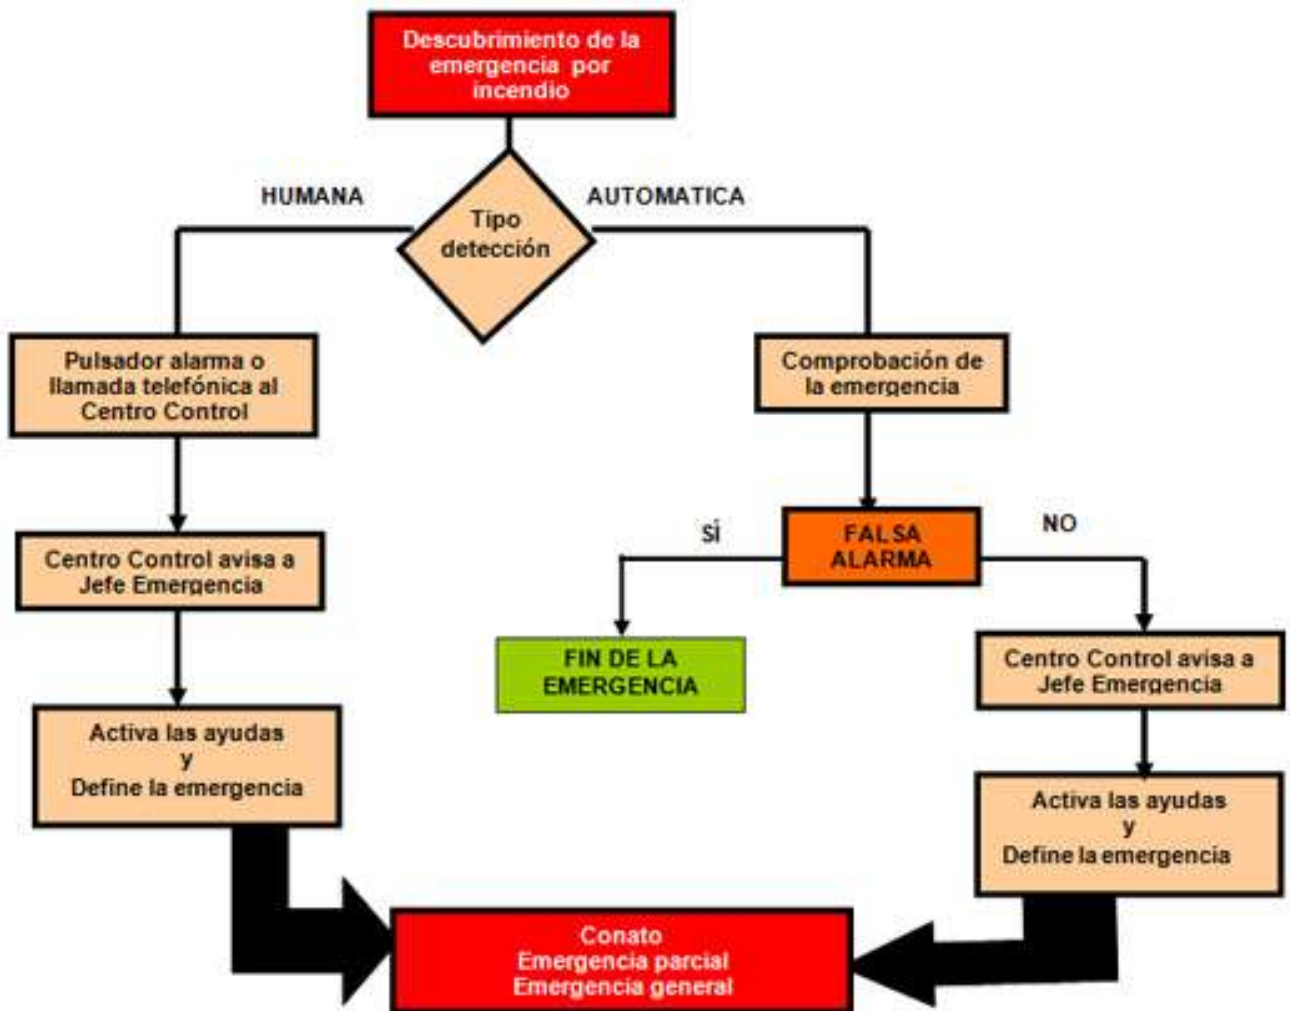 Descubrimiento de la
emergencia por
incendio
HUMANA
AUTOMATICA
Tipo
detección
Pulsador alarma o
llamada telefónica al
Centro Control
Comprobación de
la emergencia
SÍ
FALSA
ALARMA
NO
Centro Control avisa a
Jefe Emergencia
FIN DE LA
EMERGENCIA
Centro Control avisa a
Jefe Emergencia
Activa las ayudas
y
Define la emergencia
Activa las ayudas
y
Define la emergencia
Conato
Emergencia parcial
Emergencia general